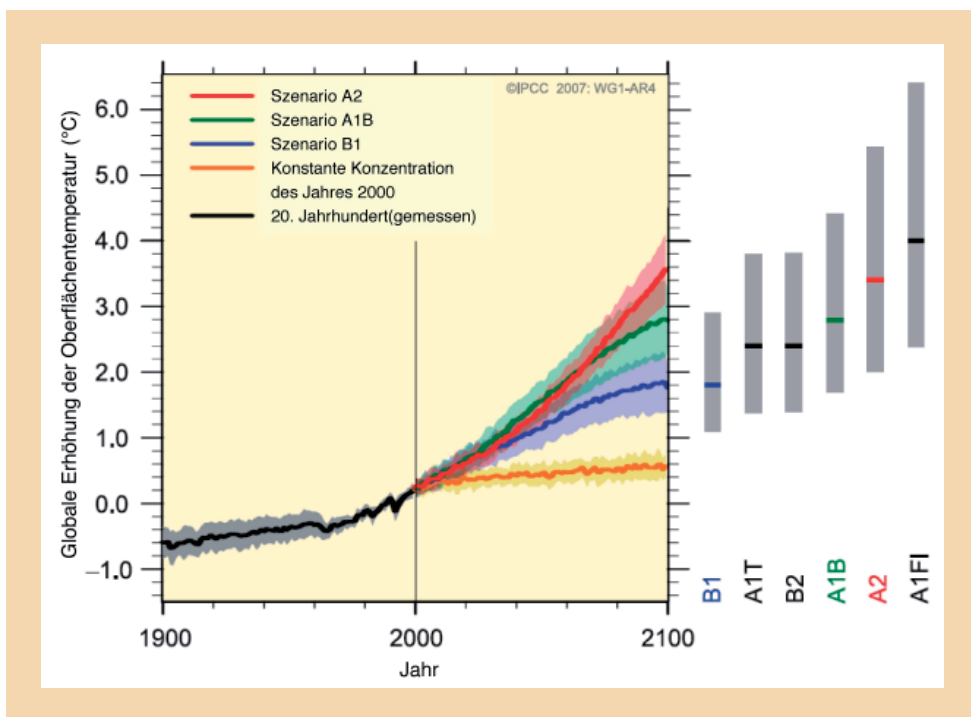 ©IPCC 2007: WG1-AR4
Szenario A2
Szenario A1B
Szenario B1
Konstante Konzentration
des Jahres 2000
20. Jahrhundert(gemessen)
Globale Erhöhung der Oberflächentemperatur (°C)
6.0
5.0
4.0
3.0
2.0
1.0
0.0
–1.0
1900
2000
2100
Jahr
B1
A1T
B2
A1B
A2
A1FI